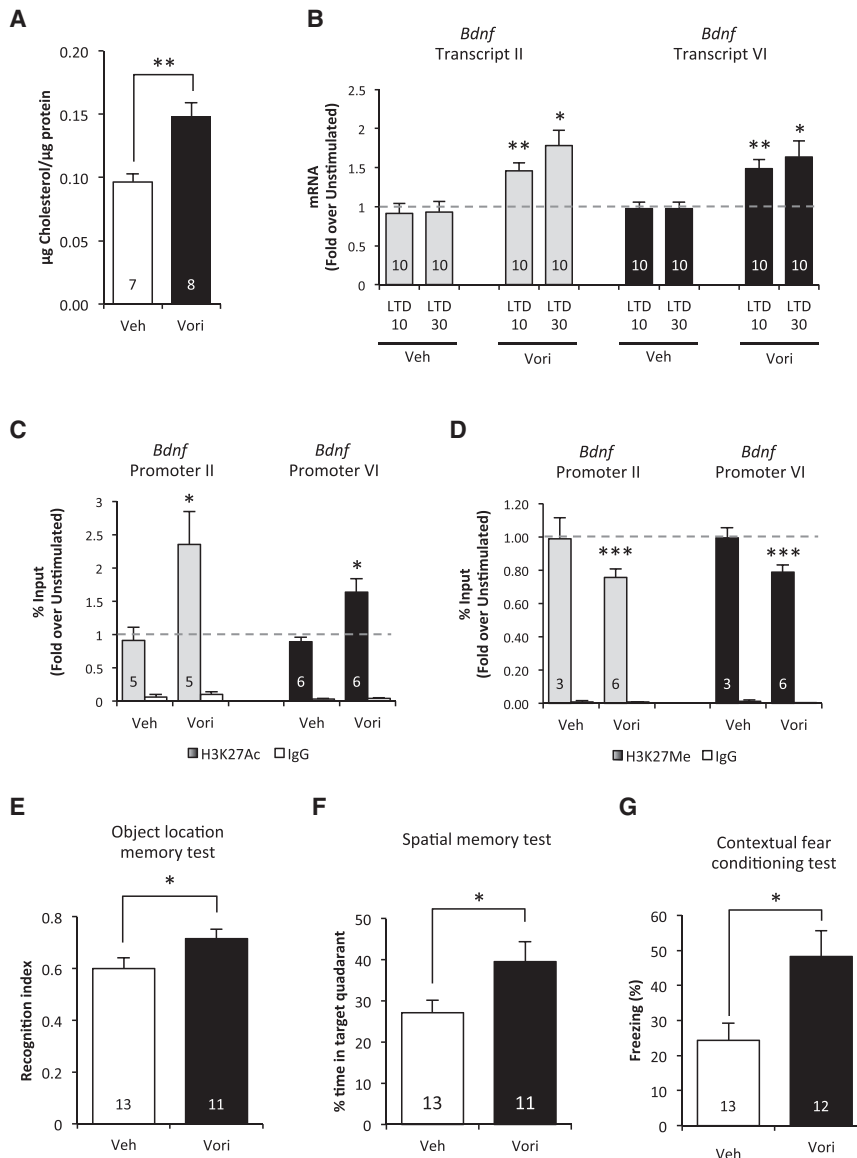 A
µg Cholesterol/µg protein
0.20
0.15
0.10
0.05
0.00
**
7
8
Veh
Vori
B
Bdnf
Transcript II
Bdnf
Transcript VI
mRNA
(Fold over Unstimulated)
2.5
2
1.5
1
0.5
0
**
*
**
*
10
10
10
10
10
10
10
10
LTD
10
LTD
30
LTD
10
LTD
30
LTD
10
LTD
30
LTD
10
LTD
30
Veh
Vori
Veh
Vori
C
Bdnf
Promoter II
Bdnf
Promoter VI
% Input
(Fold over Unstimulated)
3
2.5
2
1.5
1
0.5
0
*
*
5
5
6
6
Veh
Vori
Veh
Vori
H3K27Ac
IgG
D
Bdnf
Promoter II
Bdnf
Promoter VI
% Input
(Fold over Unstimulated)
1.20
1.00
0.80
0.60
0.40
0.20
0.00
***
***
3
6
3
6
Veh
Vori
Veh
Vori
H3K27Me
IgG
E
Object location
memory test
Recognition index
0.8
0.6
0.4
0.2
0
*
13
11
Veh
Vori
F
Spatial memory test
% time in target quadarant
50
40
30
20
10
0
*
13
11
Veh
Vori
G
Contextual fear
conditioning test
Freezing (%)
60
50
40
30
20
10
0
*
13
12
Veh
Vori